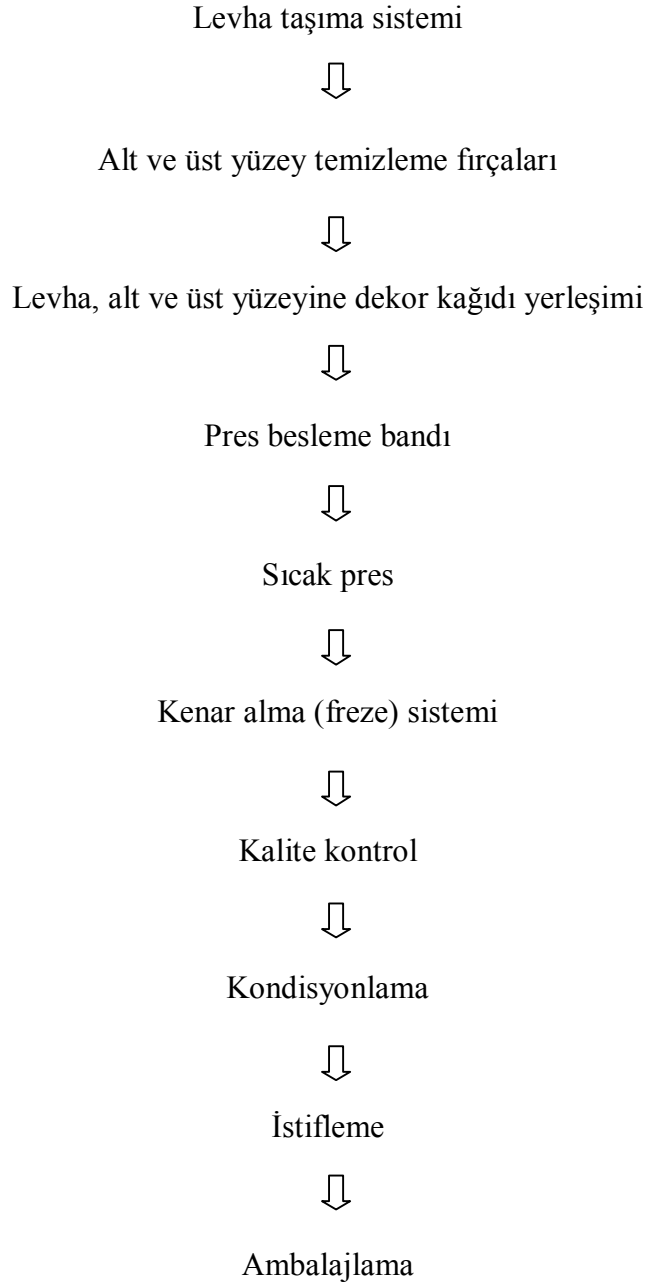 Levha taşıma sistemi
Alt ve üst yüzey temizleme fırçaları
Levha, alt ve üst yüzeyine dekor kağıdı yerleşimi
Pres besleme bandı
Sıcak pres
Kenar alma (freze) sistemi
Kalite kontrol
Kondisyonlama
İstifleme
Ambalajlama